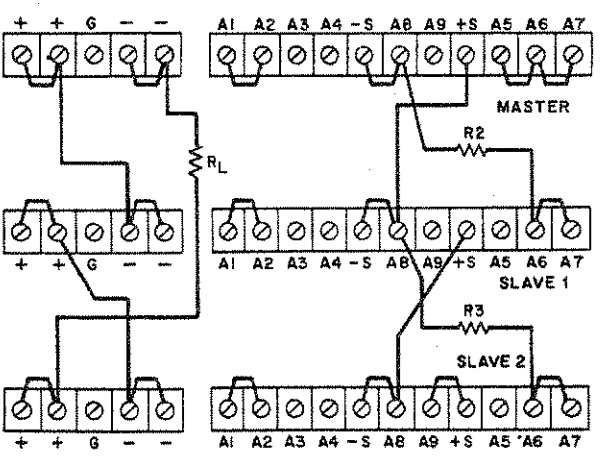 + + G − −
A1 A2 A3 A4 −S A8 A9 +S A5 A6 A7
MASTER
R2
RL
+ + G − −
A1 A2 A3 A4 −S A8 A9 +S A5 A6 A7
SLAVE 1
R3
SLAVE 2
+ + G − −
A1 A2 A3 A4 −S A8 A9 +S A5 A6 A7